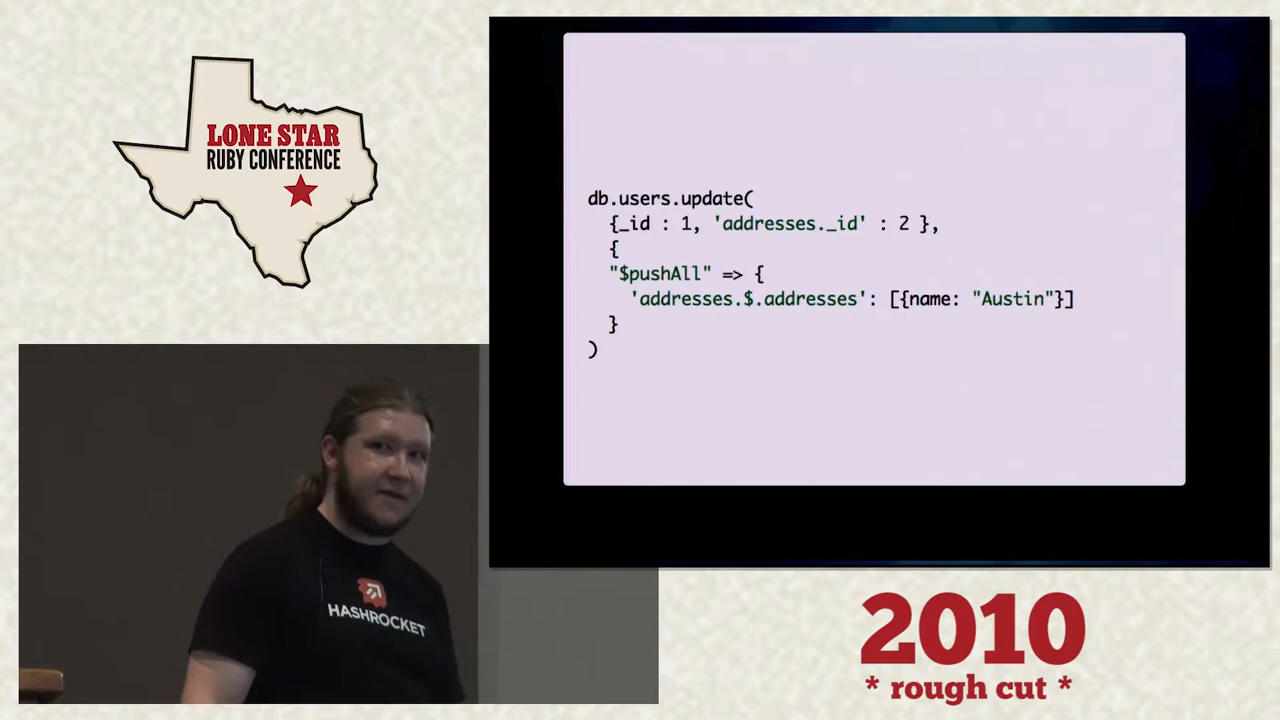 LONE STAR
RUBY CONFERENCE
db.users.update(
  {_id : 1, 'addresses._id' : 2 },
  {
  "$pushAll" => {
    'addresses.$.addresses': [{name: "Austin"}]
  }
)
HASHROCKET
2010
* rough cut *